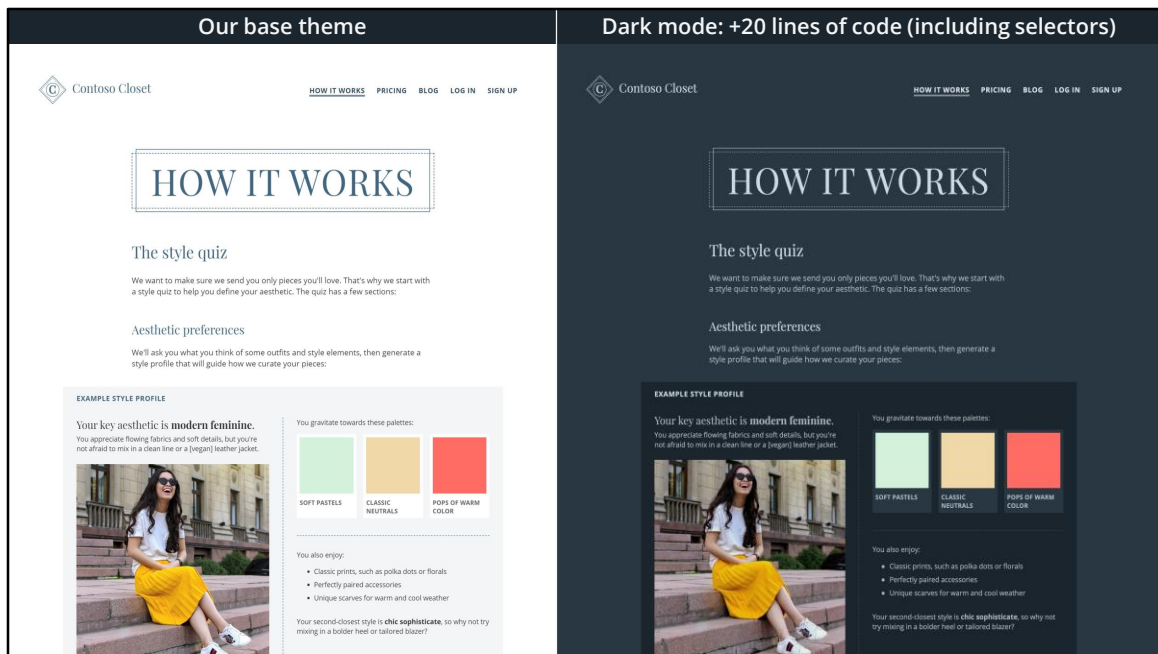 Our base theme
C
Contoso Closet
HOW IT WORKS PRICING BLOG LOG IN SIGN UP
HOW IT WORKS
The style quiz
We want to make sure we send you only pieces you'll love. That's why we start with
a style quiz to help you define your aesthetic. The quiz has a few sections:
Aesthetic preferences
We'll ask you what you think of some outfits and style elements, then generate a
style profile that will guide how we curate your pieces:
EXAMPLE STYLE PROFILE
Your key aesthetic is modern feminine.
You appreciate flowing fabrics and soft details, but you're
not afraid to mix in a clean line or a [vegan] leather jacket.
You gravitate towards these palettes:
SOFT PASTELS
CLASSIC
NEUTRALS
POPS OF WARM
COLOR
You also enjoy:
• Classic prints, such as polka dots or florals
• Perfectly paired accessories
• Unique scarves for warm and cool weather
Your second-closest style is chic sophisticate, so why not try
mixing in a bolder heel or tailored blazer?
Dark mode: +20 lines of code (including selectors)
C
Contoso Closet
HOW IT WORKS PRICING BLOG LOG IN SIGN UP
HOW IT WORKS
The style quiz
We want to make sure we send you only pieces you'll love. That's why we start with
a style quiz to help you define your aesthetic. The quiz has a few sections:
Aesthetic preferences
We'll ask you what you think of some outfits and style elements, then generate a
style profile that will guide how we curate your pieces:
EXAMPLE STYLE PROFILE
Your key aesthetic is modern feminine.
You appreciate flowing fabrics and soft details, but you're
not afraid to mix in a clean line or a [vegan] leather jacket.
You gravitate towards these palettes:
SOFT PASTELS
CLASSIC
NEUTRALS
POPS OF WARM
COLOR
You also enjoy:
• Classic prints, such as polka dots or florals
• Perfectly paired accessories
• Unique scarves for warm and cool weather
Your second-closest style is chic sophisticate, so why not
try mixing in a bolder heel or tailored blazer?